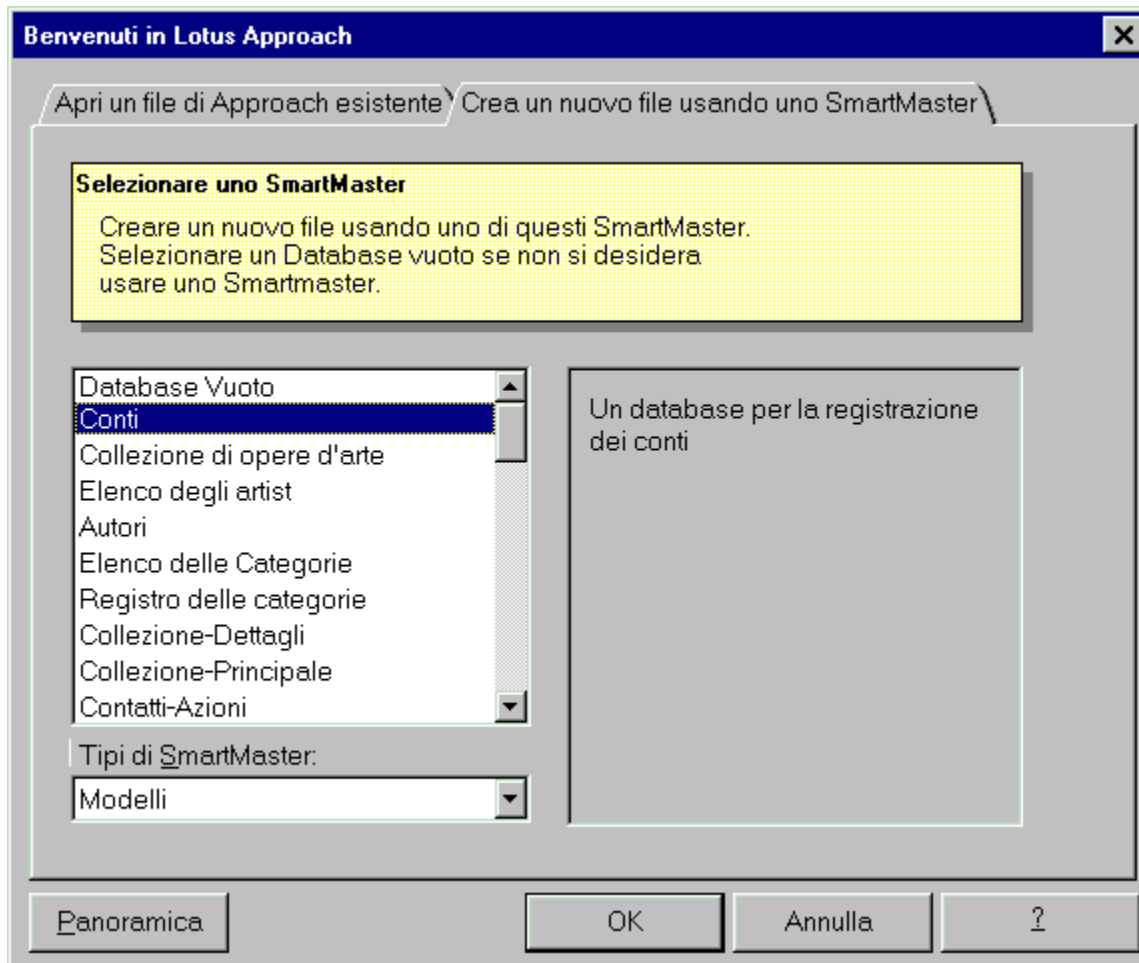 Benvenuti in Lotus Approach
Apri un file di Approach esistente
Crea un nuovo file usando uno SmartMaster
Selezionare uno SmartMaster
Creare un nuovo file usando uno di questi SmartMaster.
Selezionare un Database vuoto se non si desidera
usare uno Smartmaster.
Database Vuoto
Conti
Collezione di opere d'arte
Elenco degli artist
Autori
Elenco delle Categorie
Registro delle categorie
Collezione-Dettagli
Collezione-Principale
Contatti-Azioni
Un database per la registrazione
dei conti
Tipi di SmartMaster:
Modelli
Panoramica
OK
Annulla
?